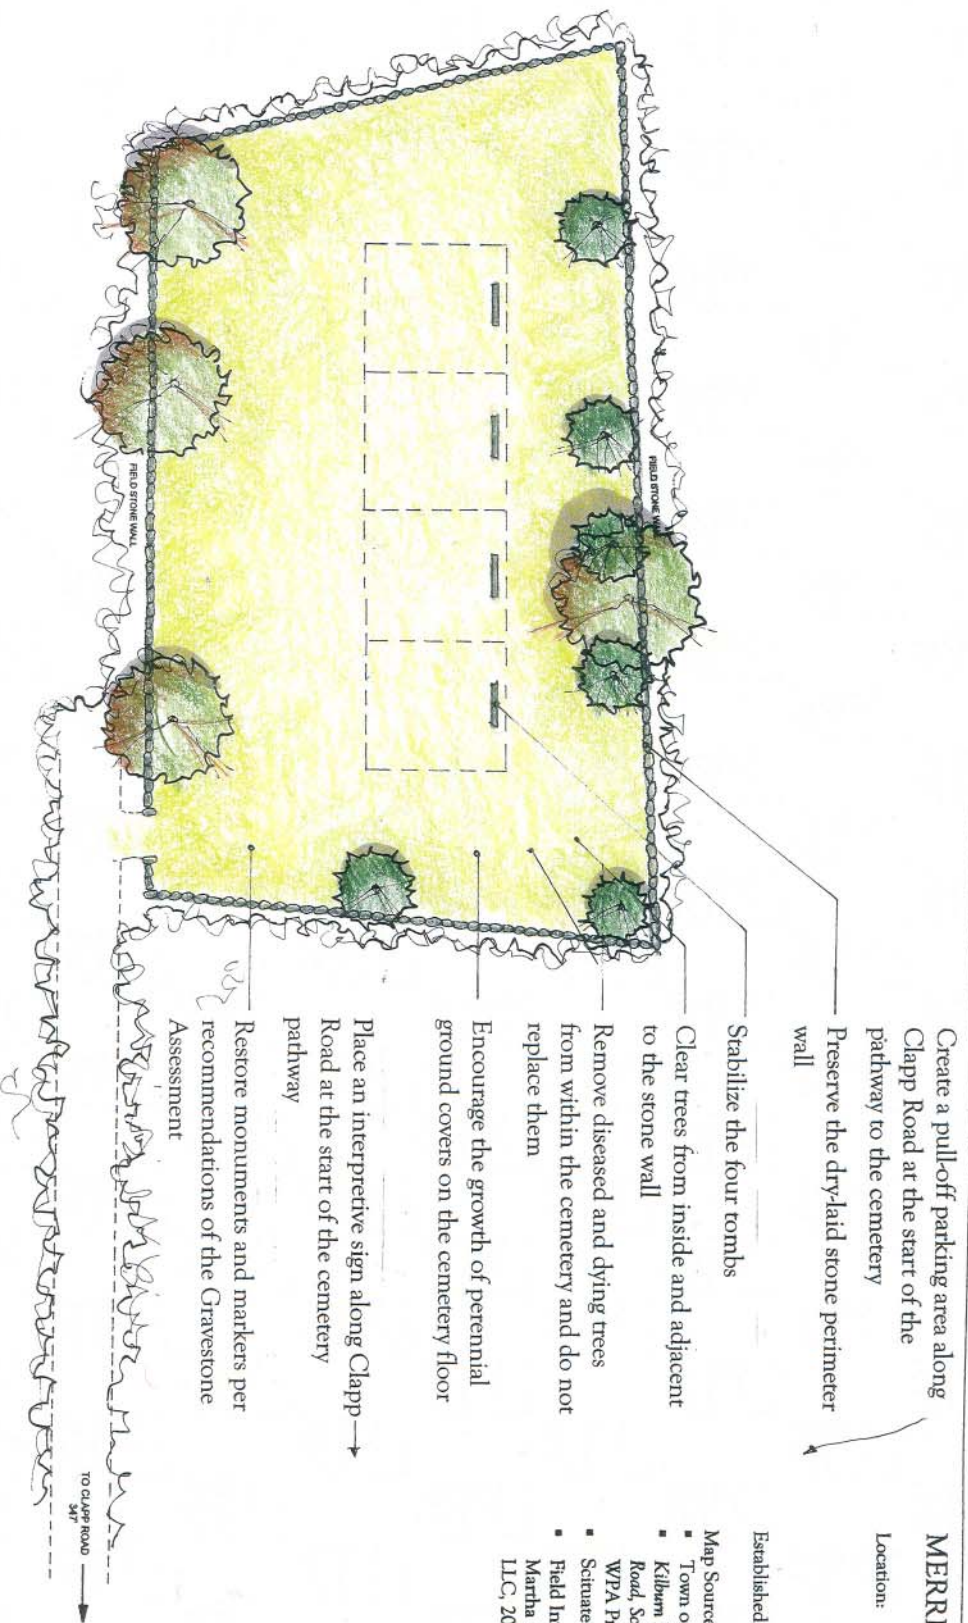 Create a pull-off parking area along
Clapp Road at the start of the
pathway to the cemetery
Preserve the dry-laid stone perimeter
wall
Stabilize the four tombs
Clear trees from inside and adjacent
to the stone wall
Remove diseased and dying trees
from within the cemetery and do not
replace them
Encourage the growth of perennial
ground covers on the cemetery floor
Place an interpretive sign along Clapp
Road at the start of the cemetery
pathway
Restore monuments and markers per
recommendations of the Gravestone
Assessment
FIELD STONE WALL
FIELD STONE WALL
TO CLAPP ROAD
347'
Location:
Established
Map Source
▪ Town o
▪ Kilburn
Road, Sc
WPA P
▪ Scituate
▪ Field In
Martha
LLC, 20